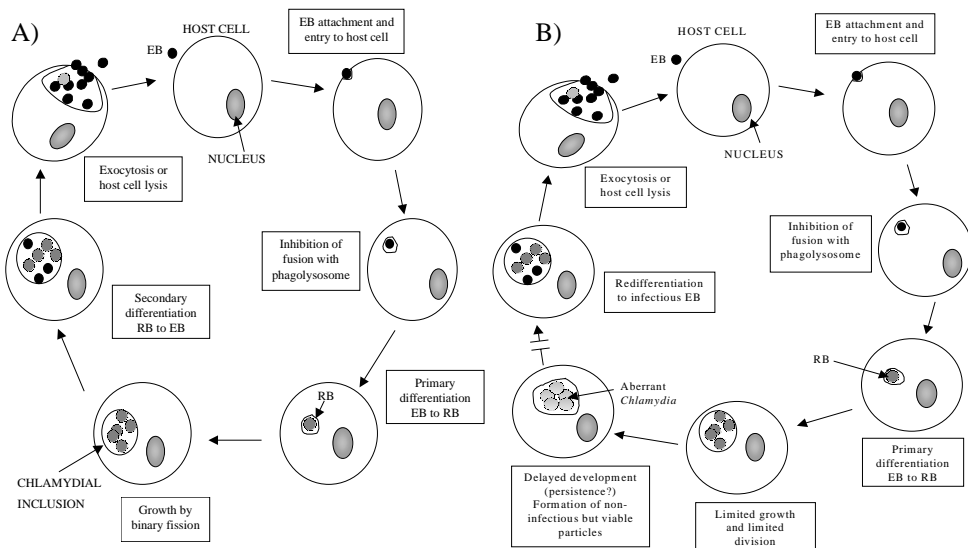 A)
HOST CELL
EB
EB attachment and
entry to host cell
NUCLEUS
Exocytosis or
host cell lysis
Inhibition of
fusion with
phagolysosome
Secondary
differentiation
RB to EB
RB
Primary
differentiation
EB to RB
CHLAMYDIAL
INCLUSION
Growth by
binary fission
B)
HOST CELL
EB
EB attachment and
entry to host cell
NUCLEUS
Exocytosis or
host cell lysis
Inhibition of
fusion with
phagolysosome
Redifferentiation
to infectious EB
RB
Aberrant
Chlamydia
Primary
differentiation
EB to RB
Delayed development
(persistence?)
Formation of non-
infectious but viable
particles
Limited growth
and limited
division